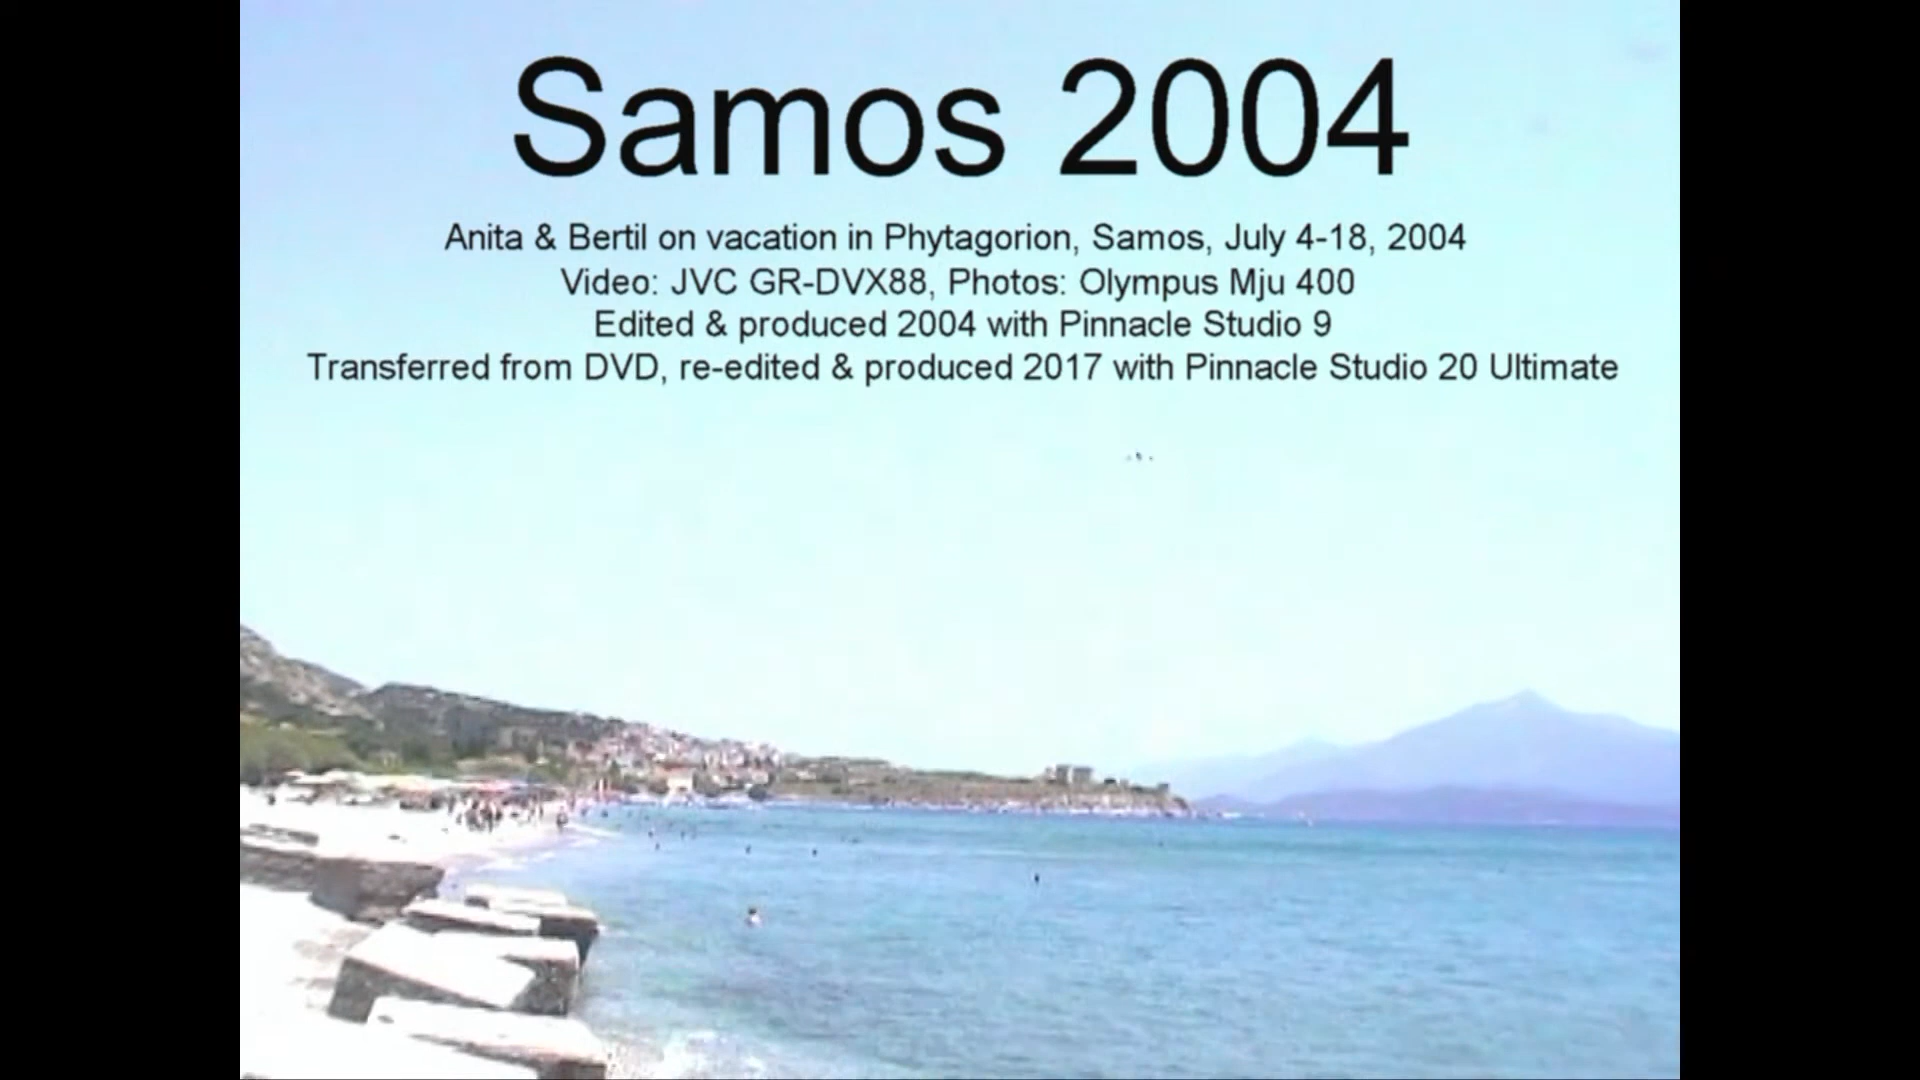 Samos 2004
Anita & Bertil on vacation in Phytagorion, Samos, July 4-18, 2004
Video: JVC GR-DVX88, Photos: Olympus Mju 400
Edited & produced 2004 with Pinnacle Studio 9
Transferred from DVD, re-edited & produced 2017 with Pinnacle Studio 20 Ultimate